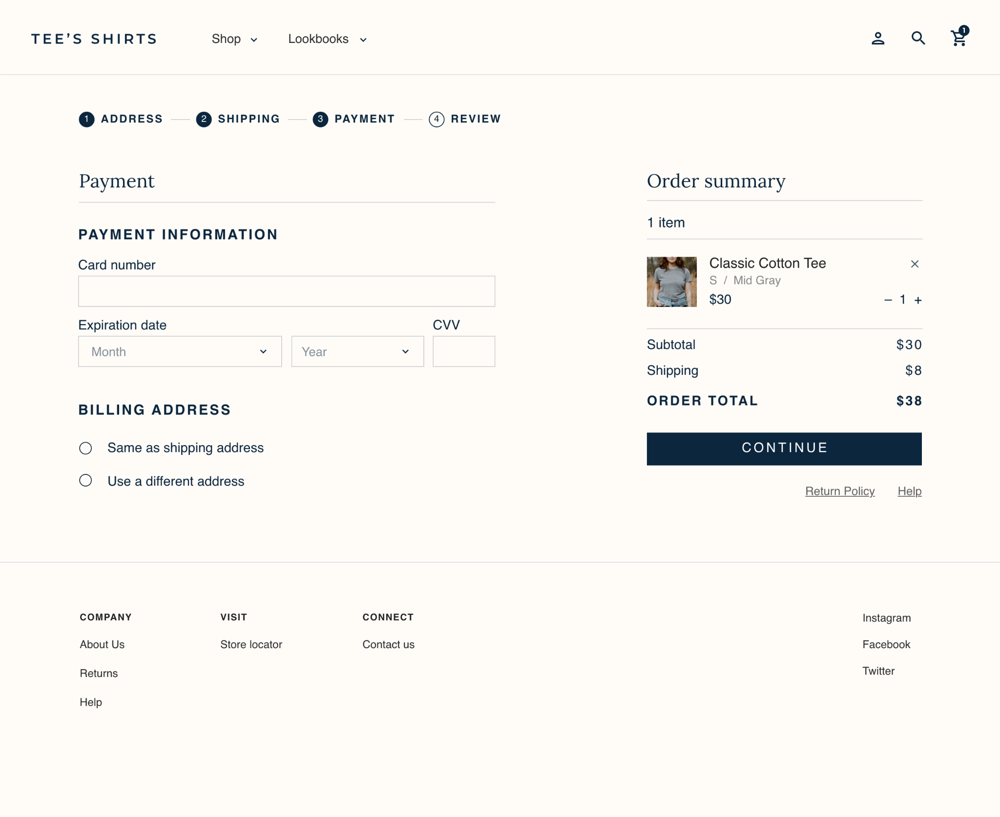 TEE’S SHIRTS
Shop
Lookbooks
1
1 ADDRESS
2 SHIPPING
3 PAYMENT
4 REVIEW
Payment
PAYMENT INFORMATION
Card number
Expiration date
CVV
Month
Year
BILLING ADDRESS
Same as shipping address
Use a different address
Order summary
1 item
Classic Cotton Tee
S / Mid Gray
$30
– 1 +
Subtotal $30
Shipping $8
ORDER TOTAL $38
CONTINUE
Return Policy
Help
COMPANY
About Us
Returns
Help
VISIT
Store locator
CONNECT
Contact us
Instagram
Facebook
Twitter